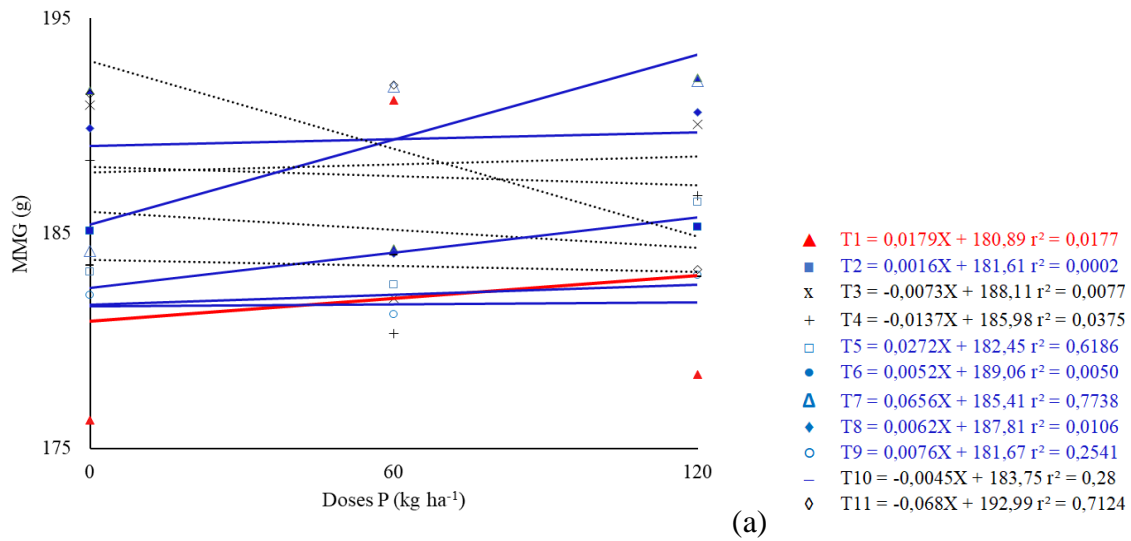 195
185
175
MMG (g)
0
60
120
Doses P (kg ha⁻¹)
(a)
T1 = 0,0179X + 180,89 r² = 0,0177
T2 = 0,0016X + 181,61 r² = 0,0002
T3 = -0,0073X + 188,11 r² = 0,0077
T4 = -0,0137X + 185,98 r² = 0,0375
T5 = 0,0272X + 182,45 r² = 0,6186
T6 = 0,0052X + 189,06 r² = 0,0050
T7 = 0,0656X + 185,41 r² = 0,7738
T8 = 0,0062X + 187,81 r² = 0,0106
T9 = 0,0076X + 181,67 r² = 0,2541
T10 = -0,0045X + 183,75 r² = 0,28
T11 = -0,068X + 192,99 r² = 0,7124